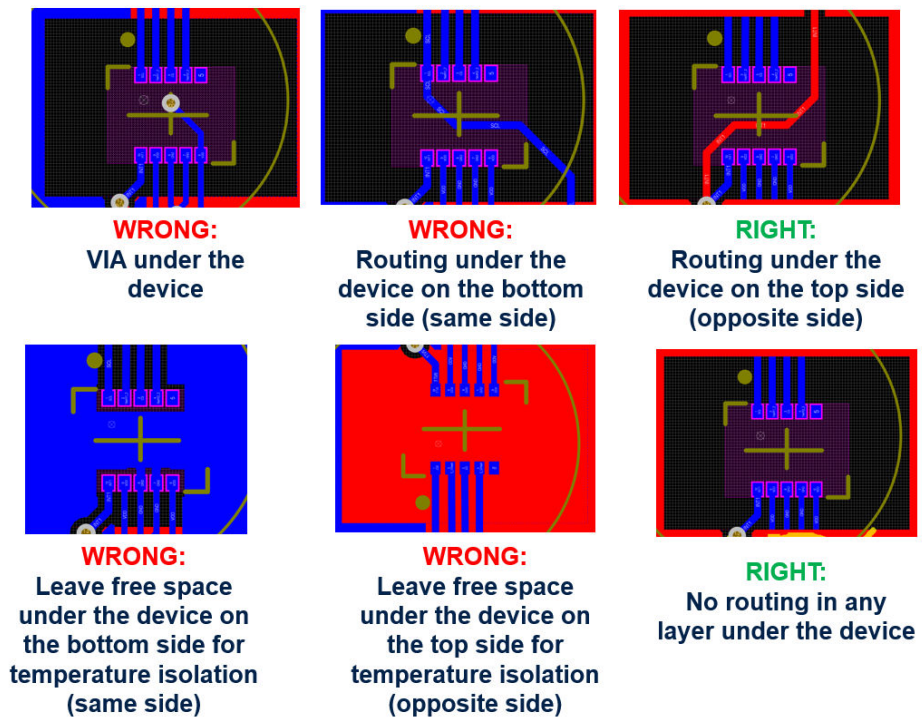 WRONG:
VIA under the
device
WRONG:
Routing under the
device on the bottom
side (same side)
RIGHT:
Routing under the
device on the top side
(opposite side)
WRONG:
Leave free space
under the device on
the bottom side for
temperature isolation
(same side)
WRONG:
Leave free space
under the device on
the top side for
temperature isolation
(opposite side)
RIGHT:
No routing in any
layer under the device